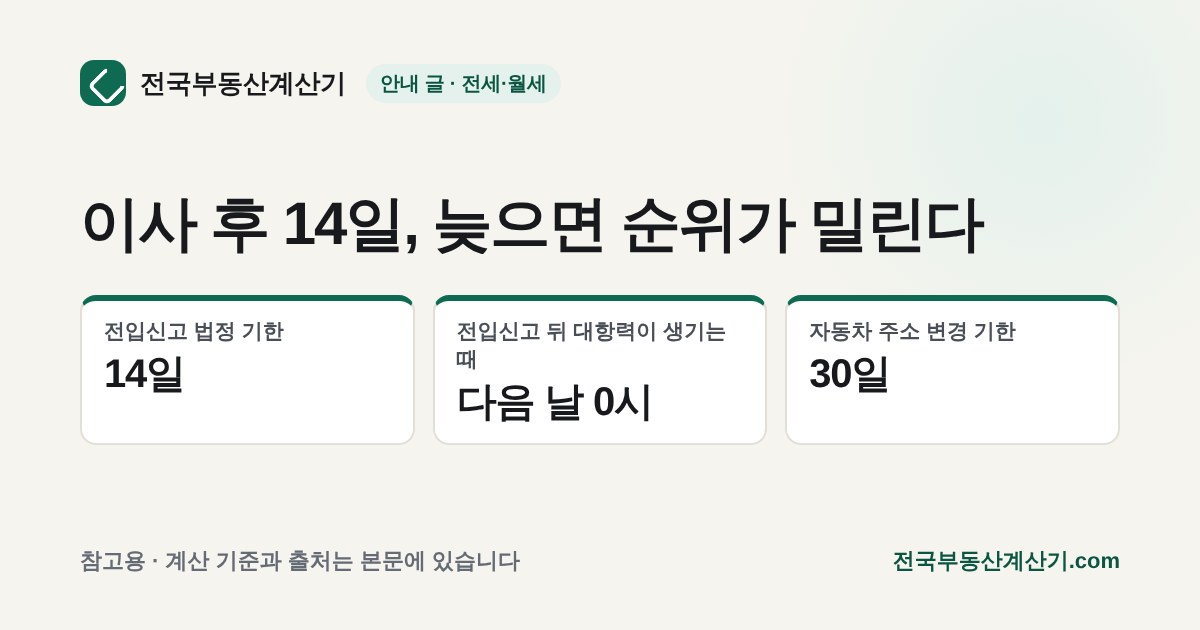 전국부동산계산기
안내 글 · 전세·월세
이사 후 14일, 늦으면 순위가 밀린다
전입신고 법정 기한
14일
전입신고 뒤 대항력이 생기는
때
다음 날 0시
자동차 주소 변경 기한
30일
참고용 · 계산 기준과 출처는 본문에 있습니다
전국부동산계산기.com